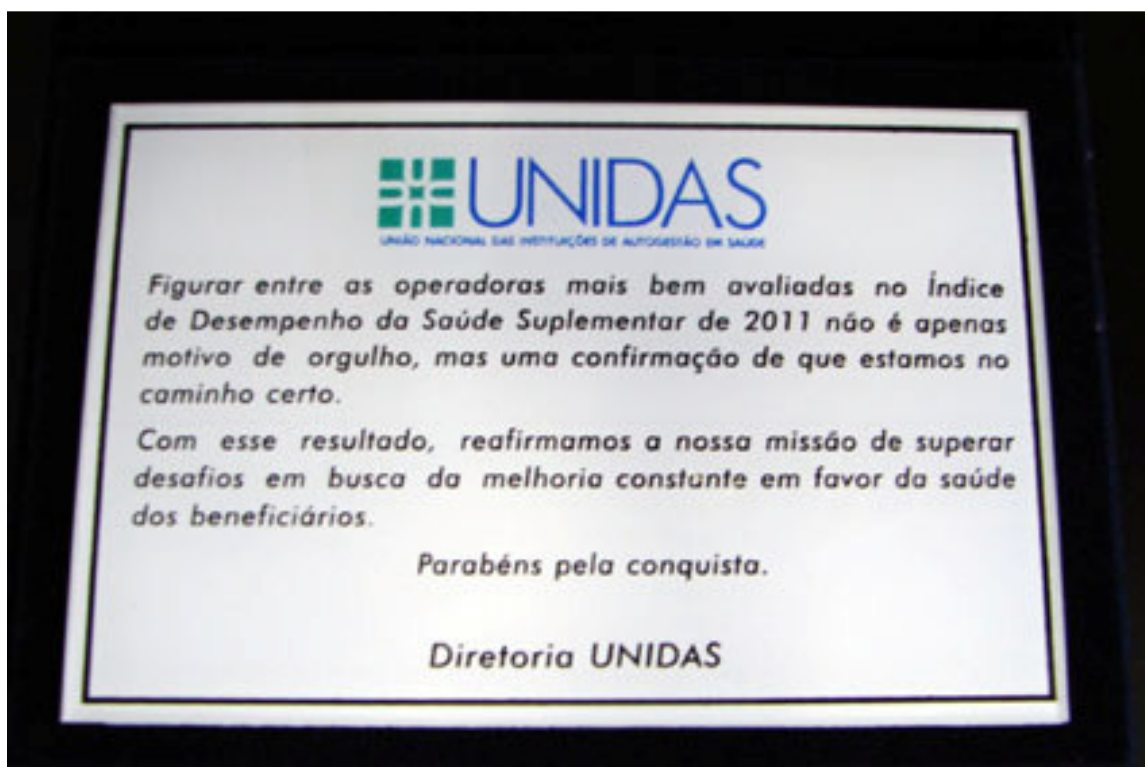 UNIDAS
UNIÃO NACIONAL DAS INSTITUIÇÕES DE AUTOGESTÃO EM SAÚDE
Figurar entre as operadoras mais bem avaliadas no Índice
de Desempenho da Saúde Suplementar de 2011 não é apenas
motivo de orgulho, mas uma confirmação de que estamos no
caminho certo.
Com esse resultado, reafirmamos a nossa missão de superar
desafios em busca da melhoria constante em favor da saúde
dos beneficiários.
Parabéns pela conquista.
Diretoria UNIDAS